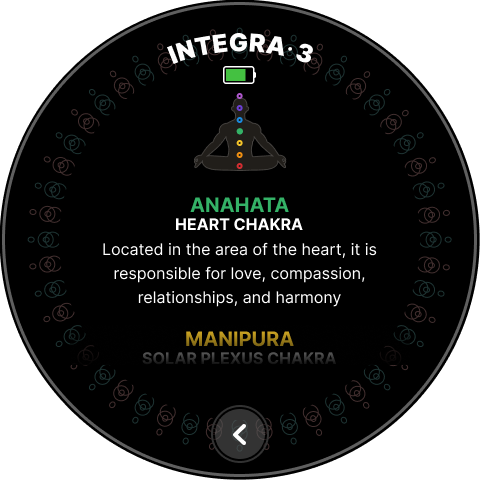 INTEGRA·3
ANAHATA
HEART CHAKRA
Located in the area of the heart, it is
responsible for love, compassion,
relationships, and harmony
MANIPURA
SOLAR PLEXUS CHAKRA